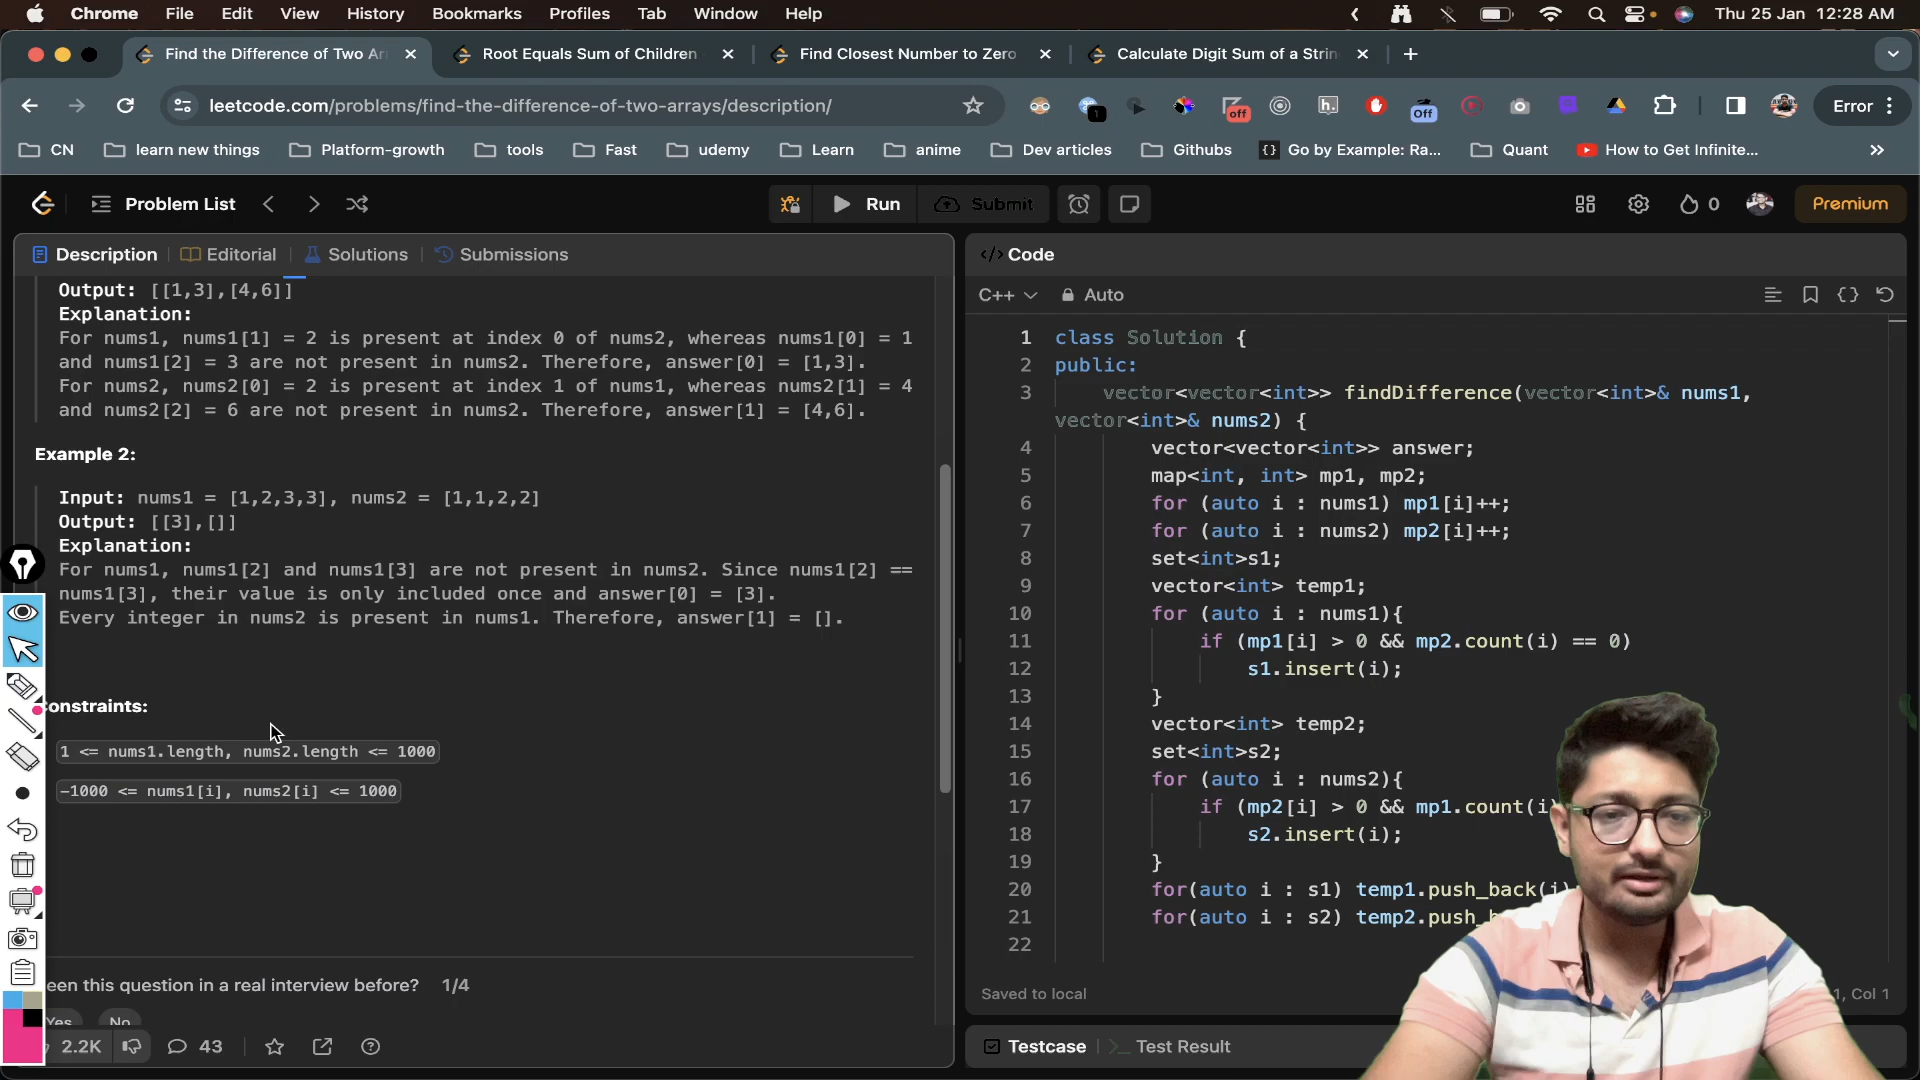 Chrome File Edit View History Bookmarks Profiles Tab Window Help Thu 25 Jan 12:28 AM
Find the Difference of Two Ar Root Equals Sum of Children Find Closest Number to Zero Calculate Digit Sum of a Strin
leetcode.com/problems/find-the-difference-of-two-arrays/description/ 1 off Off Error
CN learn new things Platform-growth tools Fast udemy Learn anime Dev articles Githubs Go by Example: Ra... Quant How to Get Infinite... »
Problem List Run Submit 0 Premium
Description Editorial Solutions Submissions
Output: [[1,3],[4,6]]
Explanation:
For nums1, nums1[1] = 2 is present at index 0 of nums2, whereas nums1[0] = 1
and nums1[2] = 3 are not present in nums2. Therefore, answer[0] = [1,3].
For nums2, nums2[0] = 2 is present at index 1 of nums1, whereas nums2[1] = 4
and nums2[2] = 6 are not present in nums2. Therefore, answer[1] = [4,6].
Example 2:
Input: nums1 = [1,2,3,3], nums2 = [1,1,2,2]
Output: [[3],[]]
Explanation:
For nums1, nums1[2] and nums1[3] are not present in nums2. Since nums1[2] ==
nums1[3], their value is only included once and answer[0] = [3].
Every integer in nums2 is present in nums1. Therefore, answer[1] = [].
onstraints:
1 <= nums1.length, nums2.length <= 1000
-1000 <= nums1[i], nums2[i] <= 1000
een this question in a real interview before? 1/4
Yes No
2.2K 43
</> Code
C++ Auto
1 class Solution {
2 public:
3 vector<vector<int>> findDifference(vector<int>& nums1,
vector<int>& nums2) {
4 vector<vector<int>> answer;
5 map<int, int> mp1, mp2;
6 for (auto i : nums1) mp1[i]++;
7 for (auto i : nums2) mp2[i]++;
8 set<int>s1;
9 vector<int> temp1;
10 for (auto i : nums1){
11 if (mp1[i] > 0 && mp2.count(i) == 0)
12 s1.insert(i);
13 }
14 vector<int> temp2;
15 set<int>s2;
16 for (auto i : nums2){
17 if (mp2[i] > 0 && mp1.count(i)
18 s2.insert(i);
19 }
20 for(auto i : s1) temp1.push_back(i)
21 for(auto i : s2) temp2.push_
22
Saved to local 1, Col 1
Testcase Test Result